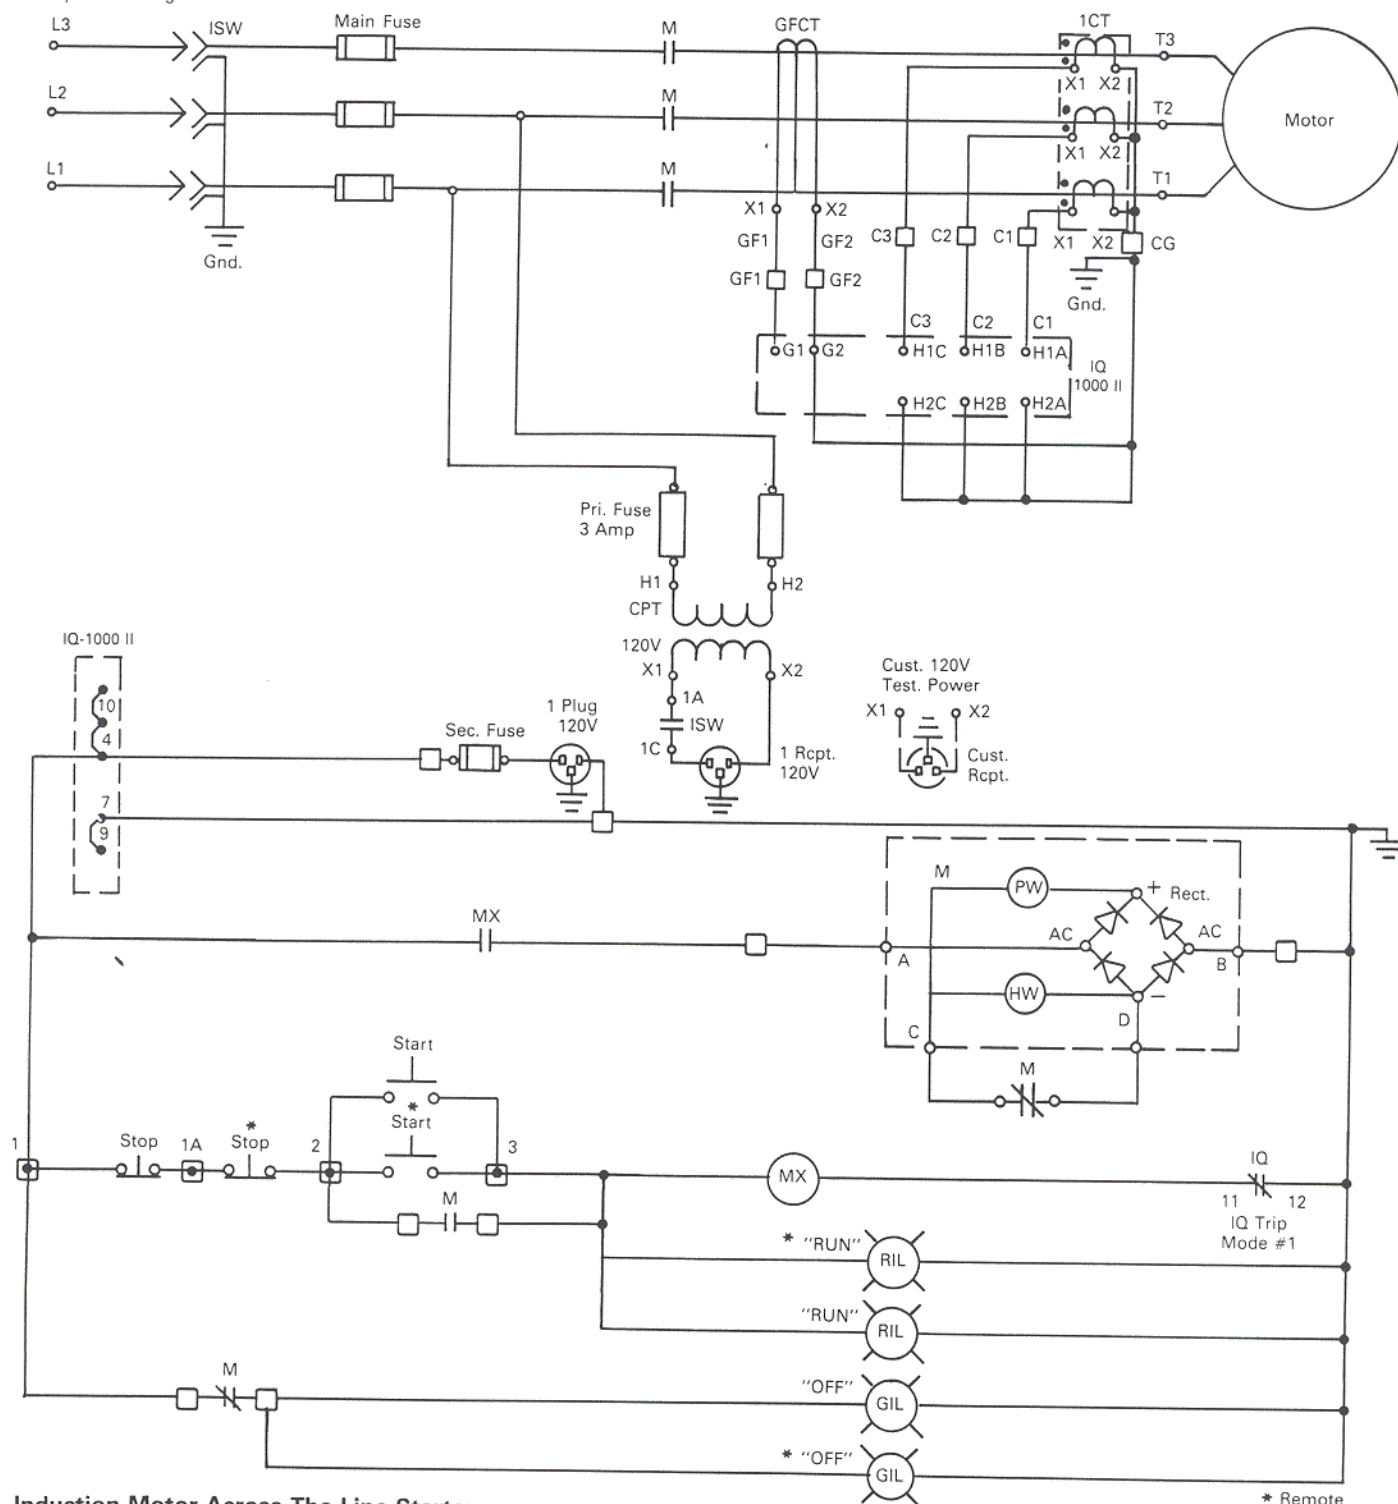 L3
ISW
Main Fuse
M
GFCT
1CT
T3
X1 X2
L2
M
T2
X1 X2
Motor
L1
M
T1
X1 X2
X1 X2
GF1 GF2
C3 C2 C1 CG
Gnd.
GF1 GF2
Gnd.
C3 C2 C1
G1 G2 H1C H1B H1A
IQ
1000 II
H2C H2B H2A
Pri. Fuse
3 Amp
H1 H2
CPT
IQ-1000 II
120V
X1 X2
Cust. 120V
Test. Power
10
1A
1 Plug
120V
X1 X2
4
Sec. Fuse
ISW
1C
1 Rcpt.
120V
Cust.
Rcpt.
7
9
M
PW
+ Rect.
MX
AC AC
A B
HW
−
D
C
Start
M
*
Start
1 Stop 1A * Stop 2 3
MX
IQ
11 12
IQ Trip
Mode #1
M
* "RUN"
RIL
"RUN"
RIL
M
"OFF"
GIL
* "OFF"
GIL
* Remote
Induction Motor Across The Line Starter